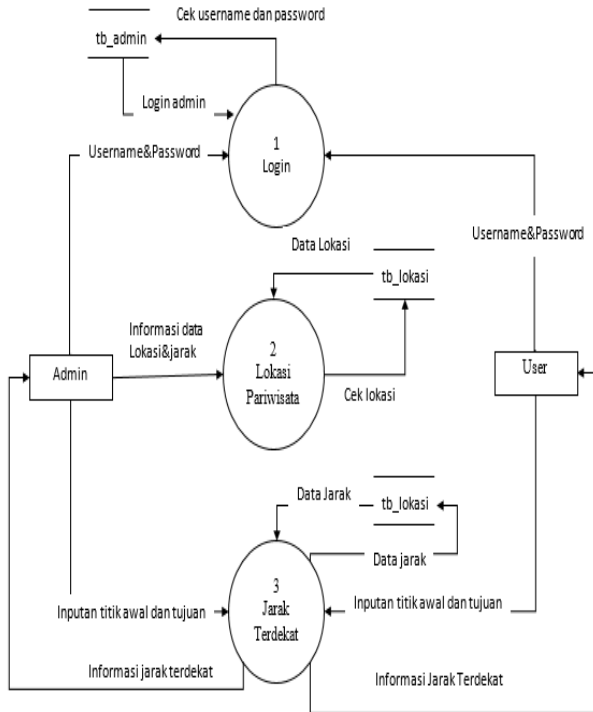 Cek username dan password
tb_admin
Login admin
1
Login
Username&Password
Username&Password
Data Lokasi
tb_lokasi
Informasi data
Lokasi&jarak
2
Lokasi
Pariwisata
Admin
User
Cek lokasi
Data Jarak
tb_lokasi
Data jarak
3
Jarak
Terdekat
Inputan titik awal dan tujuan
Inputan titik awal dan tujuan
Informasi jarak terdekat
Informasi Jarak Terdekat